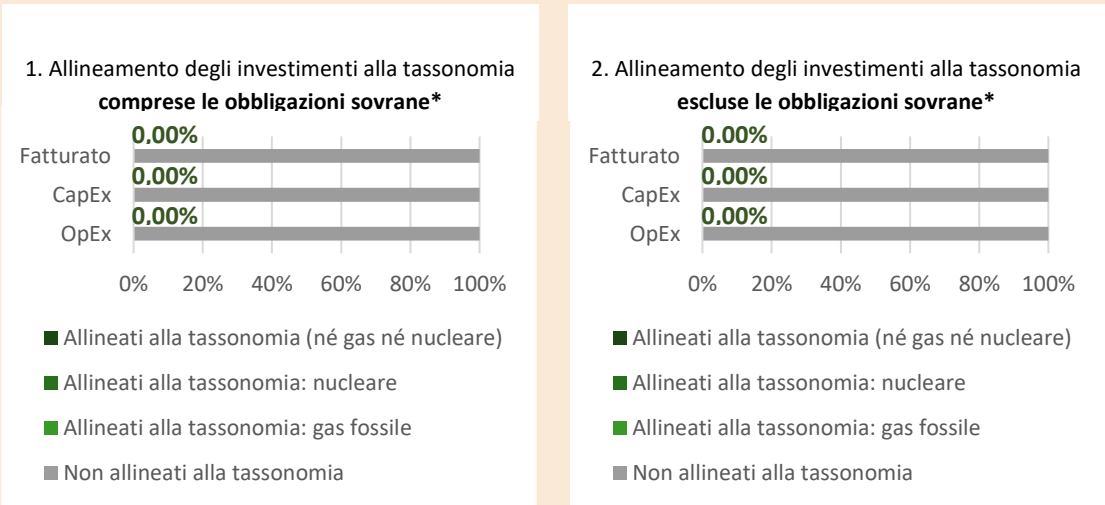 1. Allineamento degli investimenti alla tassonomia
comprese le obbligazioni sovrane*
0,00%
Fatturato
0,00%
CapEx
0,00%
OpEx
0% 20% 40% 60% 80% 100%
Allineati alla tassonomia (né gas né nucleare)
Allineati alla tassonomia: nucleare
Allineati alla tassonomia: gas fossile
Non allineati alla tassonomia
2. Allineamento degli investimenti alla tassonomia
escluse le obbligazioni sovrane*
0.00%
Fatturato
0,00%
CapEx
0,00%
OpEx
0% 20% 40% 60% 80% 100%
Allineati alla tassonomia (né gas né nucleare)
Allineati alla tassonomia: nucleare
Allineati alla tassonomia: gas fossile
Non allineati alla tassonomia